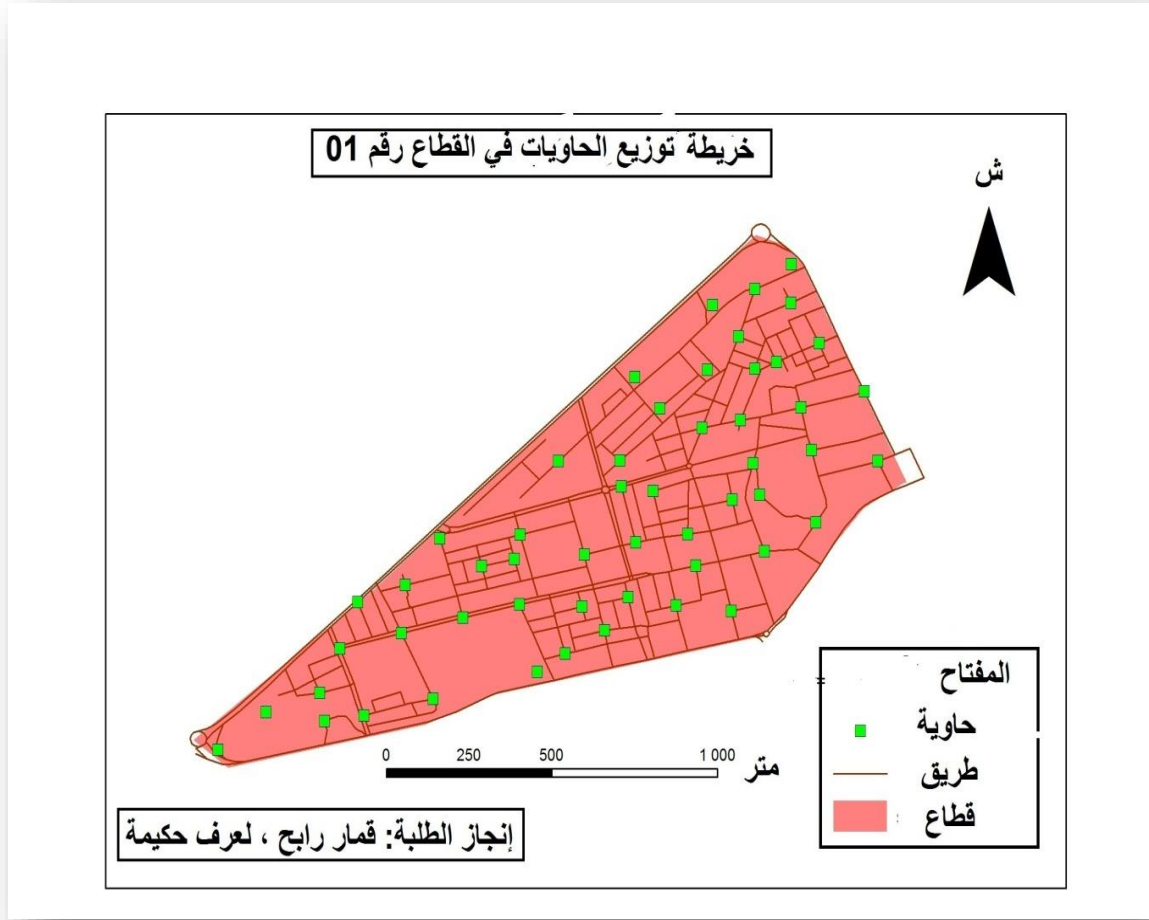 خريطة توزيع الحاويات في القطاع رقم 01
ش
0 250 500 1 000
متر
المفتاح
حاوية
طريق
قطاع
إنجاز الطلبة: قمار رابح ، لعرف حكيمة